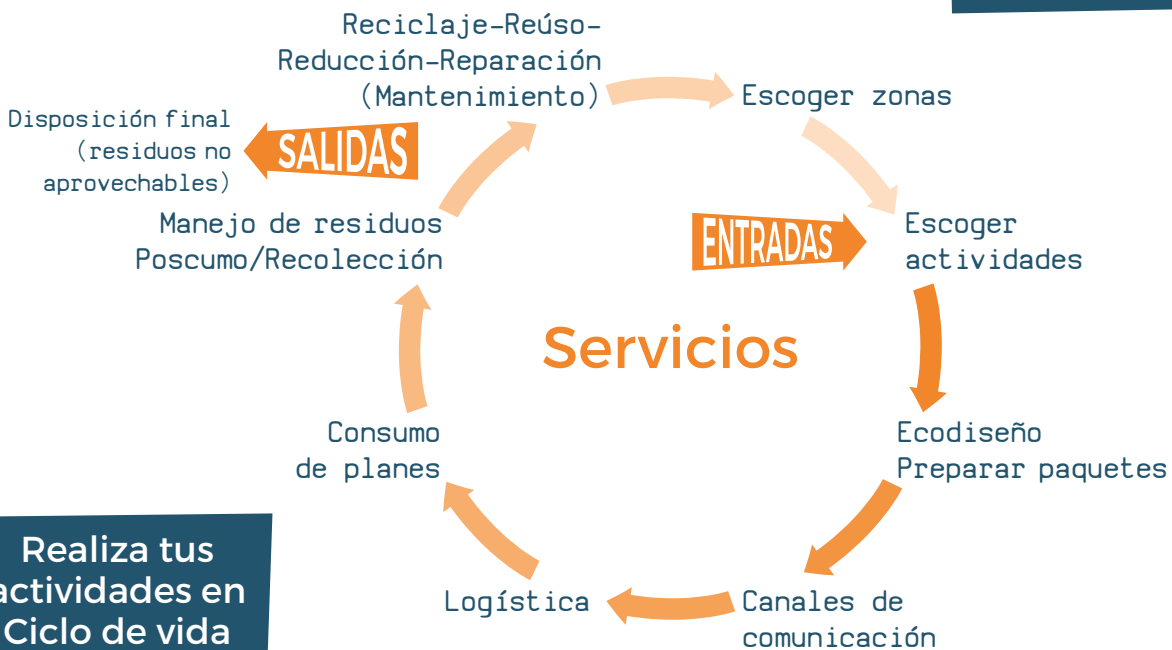 Reciclaje-Reúso-
Reducción-Reparación
(Mantenimiento)
Escoger zonas
Disposición final
(residuos no
aprovechables)
SALIDAS
Manejo de residuos
Poscumo/Recolección
ENTRADAS
Escoger
actividades
Servicios
Consumo
de planes
Ecodiseño
Preparar paquetes
Realiza tus
actividades en
Ciclo de vida
Logística
Canales de
comunicación